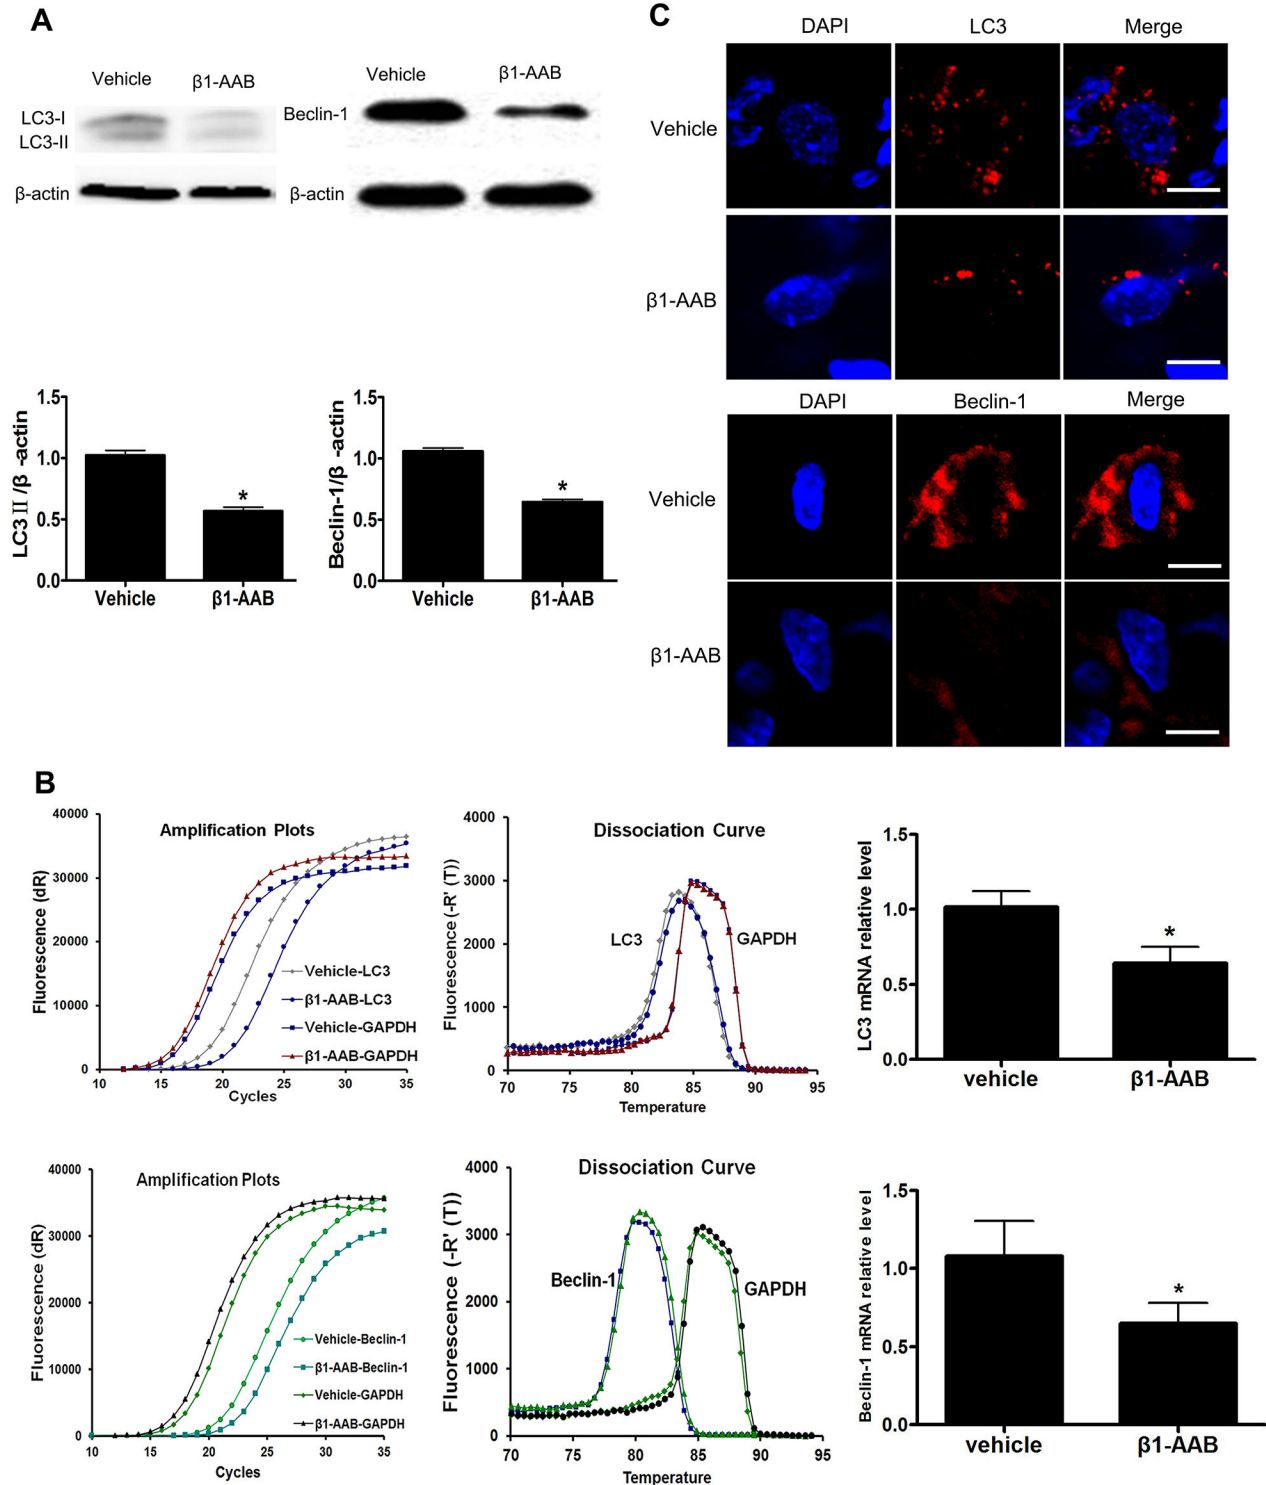 A
Vehicle β1-AAB
LC3-I
LC3-II
β-actin
Vehicle β1-AAB
Beclin-1
β-actin
LC3II/β -actin
1.5
1.0
0.5
0.0
*
Vehicle β1-AAB
Beclin-1/β -actin
1.5
1.0
0.5
0.0
*
Vehicle β1-AAB
C
DAPI LC3 Merge
Vehicle
β1-AAB
DAPI Beclin-1 Merge
Vehicle
β1-AAB
B
Amplification Plots
Fluorescence (dR)
40000
30000
20000
10000
0
Vehicle-LC3
β1-AAB-LC3
Vehicle-GAPDH
β1-AAB-GAPDH
10 15 20 25 30 35
Cycles
Dissociation Curve
Fluorescence (-R' (T))
4000
3000
2000
1000
0
LC3 GAPDH
70 75 80 85 90 95
Temperature
LC3 mRNA relative level
1.5
1.0
0.5
0.0
*
vehicle β1-AAB
Amplification Plots
Fluorescence (dR)
40000
30000
20000
10000
0
Vehicle-Beclin-1
β1-AAB-Beclin-1
Vehicle-GAPDH
β1-AAB-GAPDH
10 15 20 25 30 35
Cycles
Dissociation Curve
Fluorescence (-R' (T))
4000
3000
2000
1000
0
Beclin-1 GAPDH
70 75 80 85 90 95
Temperature
Beclin-1 mRNA relative level
1.5
1.0
0.5
0.0
*
vehicle β1-AAB